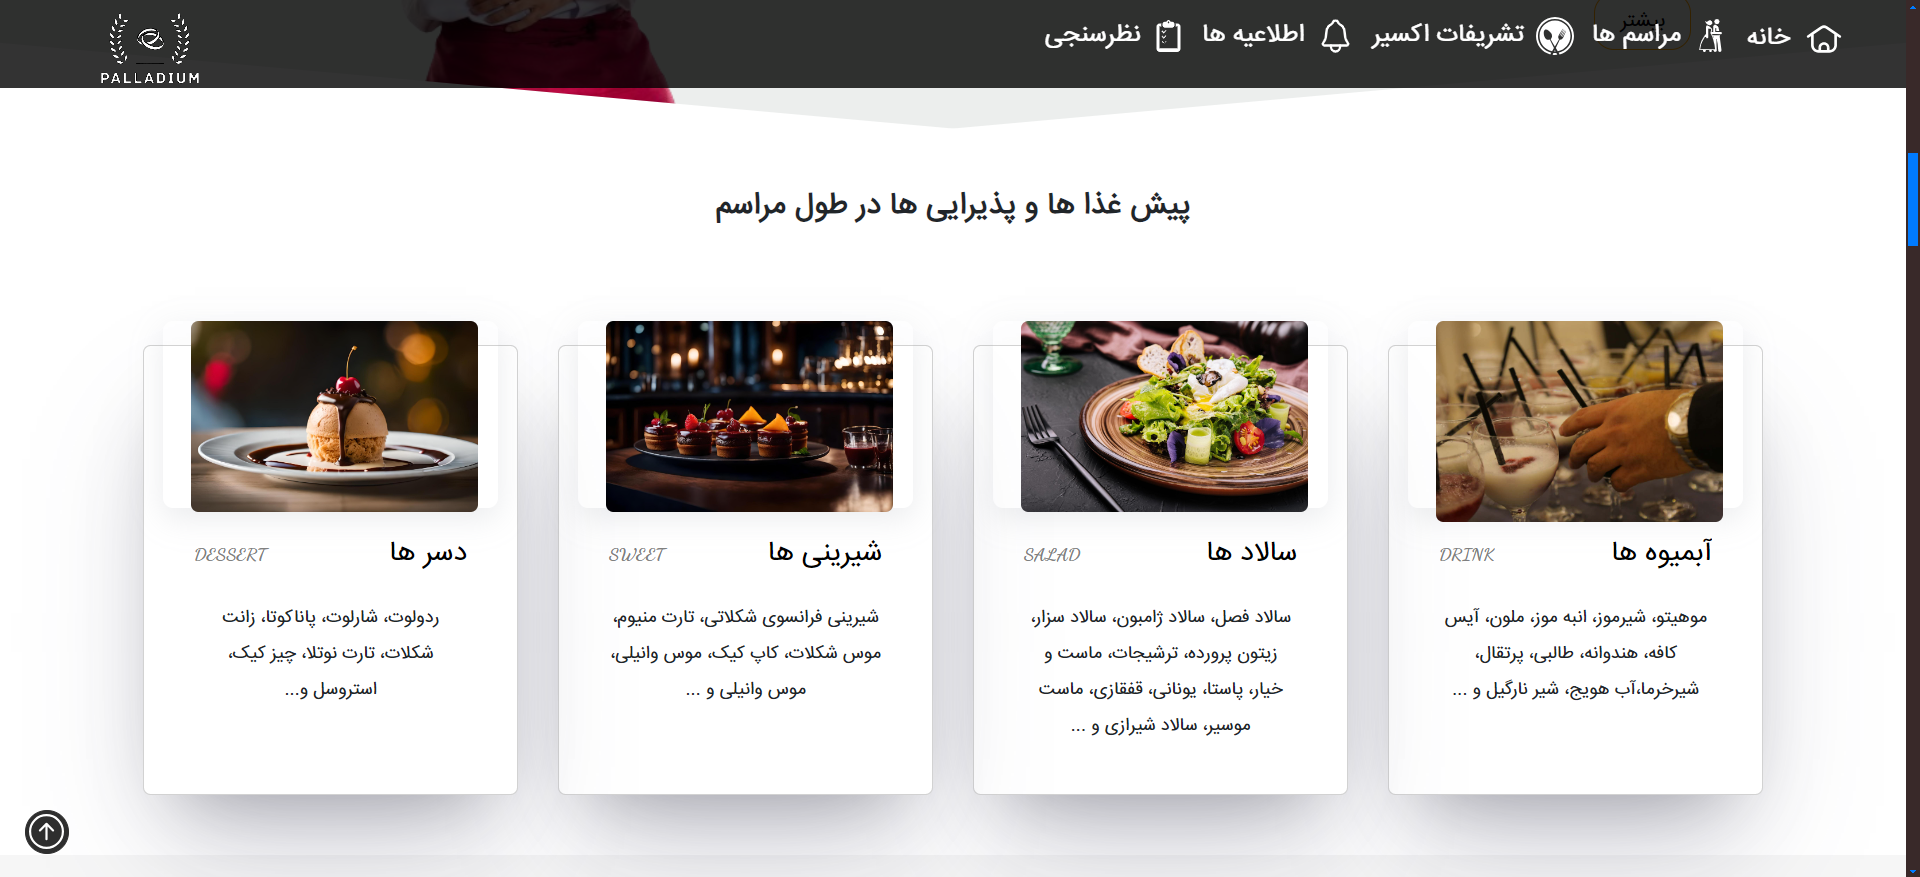 خانه
مراسم ها
تشریفات اکسیر
اطلاعیه ها
نظرسنجی
بیشتر
PALLADIUM
پیش غذا ها و پذیرایی ها در طول مراسم
آبمیوه ها
DRINK
موهیتو، شیرموز، انبه موز، ملون، آیس
کافه، هندوانه، طالبی، پرتقال،
شیرخرما،آب هویج، شیر نارگیل و ...
سالاد ها
SALAD
سالاد فصل، سالاد ژامبون، سالاد سزار،
زیتون پرورده، ترشیجات، ماست و
خیار، پاستا، یونانی، قفقازی، ماست
موسیر، سالاد شیرازی و ...
شیرینی ها
SWEET
شیرینی فرانسوی شکلاتی، تارت منیوم،
موس شکلات، کاپ کیک، موس وانیلی،
موس وانیلی و ...
دسر ها
DESSERT
ردولوت، شارلوت، پاناکوتا، زانت
شکلات، تارت نوتلا، چیز کیک،
استروسل و...